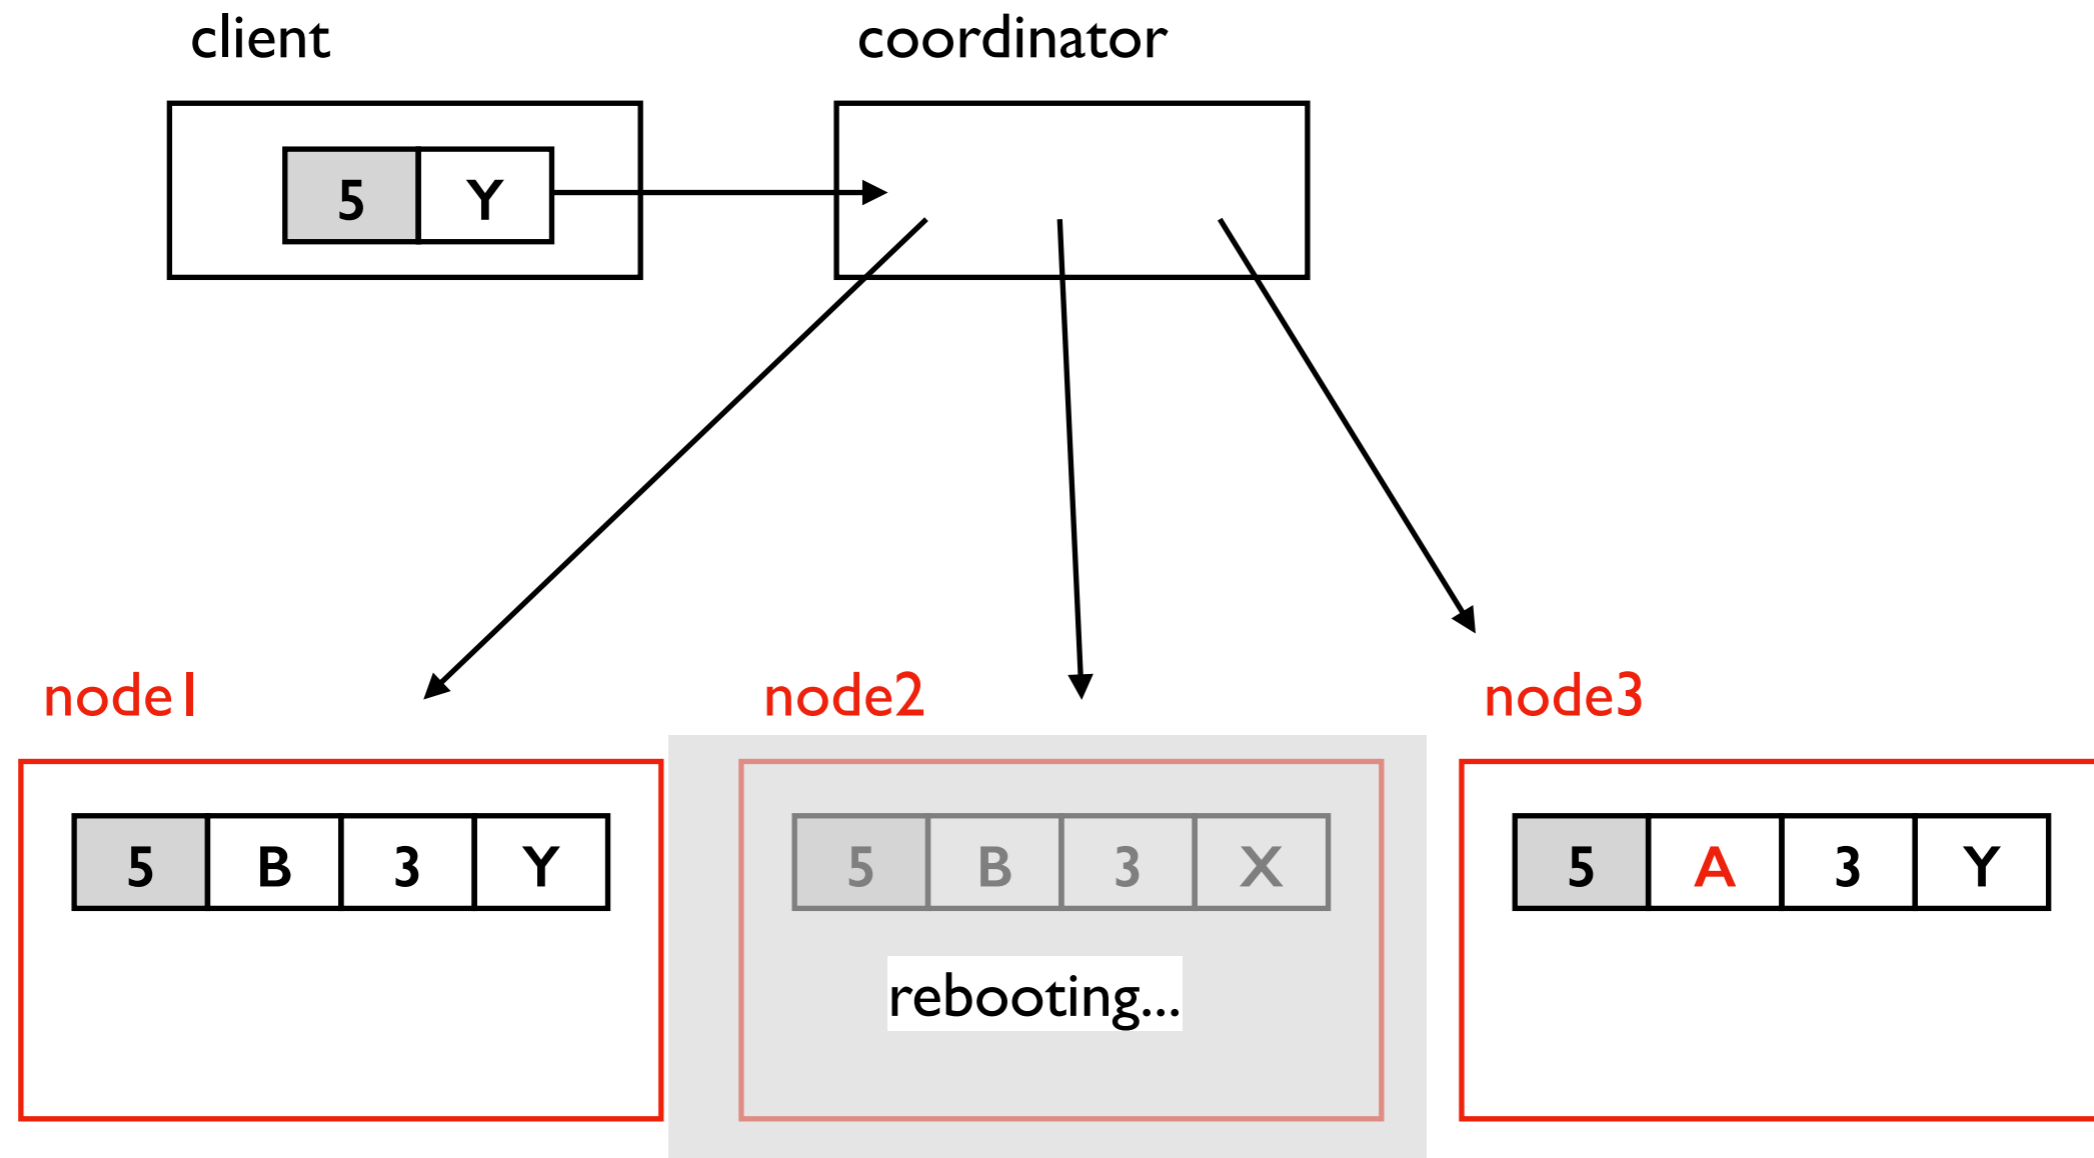 client
coordinator
5 Y
node1
node2
node3
5 B 3 Y
5 B 3 X
5 A 3 Y
rebooting...